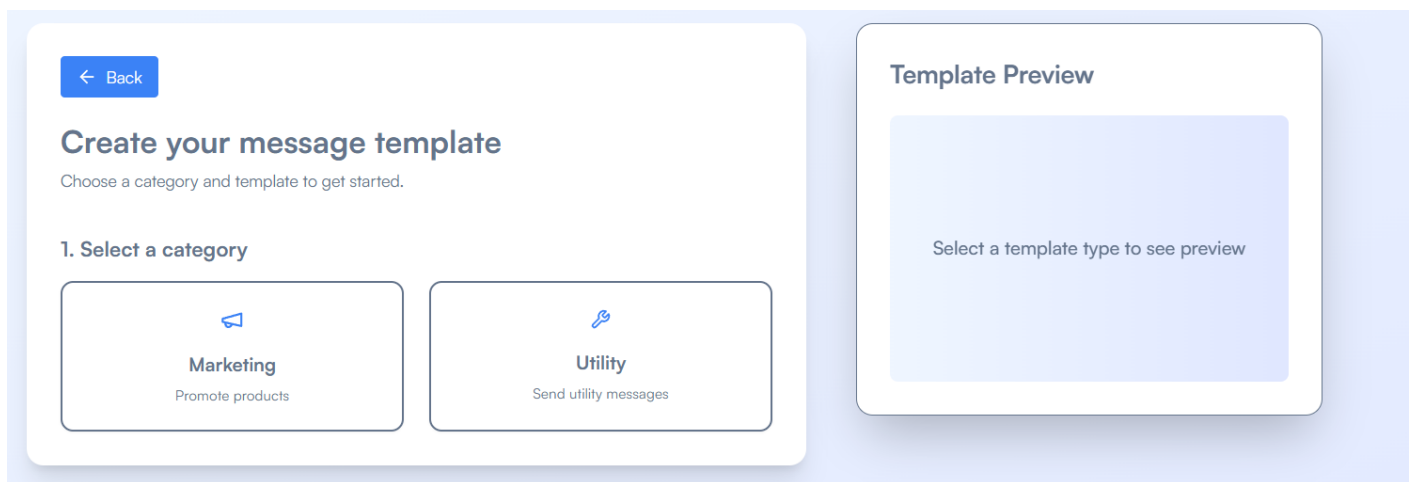 Back
Create your message template
Choose a category and template to get started.
1. Select a category
Marketing
Promote products
Utility
Send utility messages
Template Preview
Select a template type to see preview